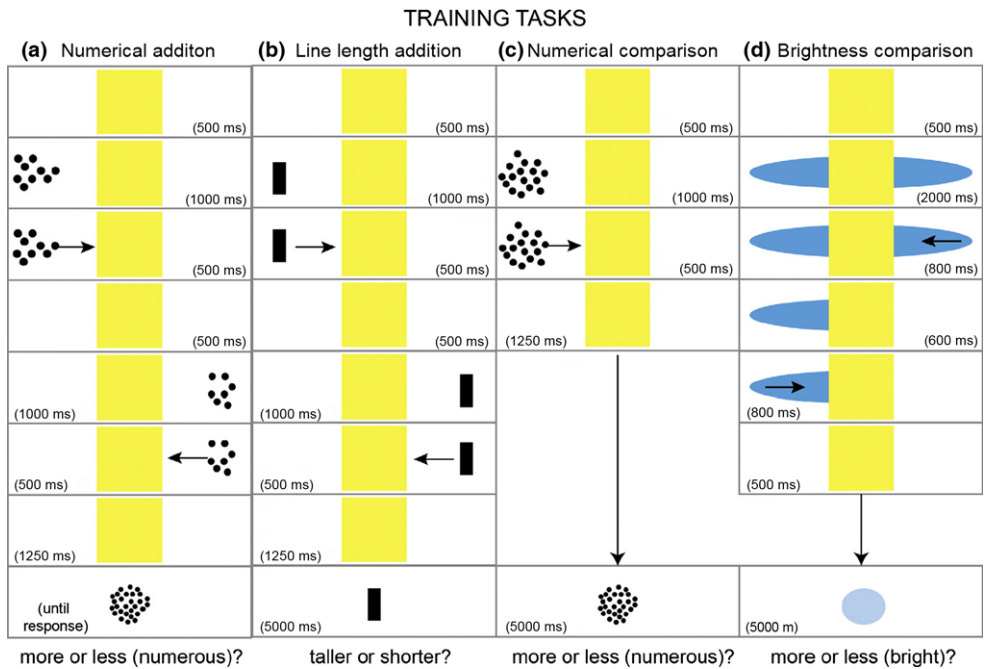 TRAINING TASKS
(a) Numerical additon
(b) Line length addition
(c) Numerical comparison
(d) Brightness comparison
(500 ms)
(500 ms)
(500 ms)
(500 ms)
(1000 ms)
(1000 ms)
(1000 ms)
(2000 ms)
(500 ms)
(500 ms)
(500 ms)
(800 ms)
(500 ms)
(500 ms)
(1250 ms)
(600 ms)
(1000 ms)
(1000 ms)
(800 ms)
(500 ms)
(500 ms)
(500 ms)
(1250 ms)
(1250 ms)
(until
response)
(5000 ms)
(5000 ms)
(5000 m)
more or less (numerous)?
taller or shorter?
more or less (numerous)?
more or less (bright)?